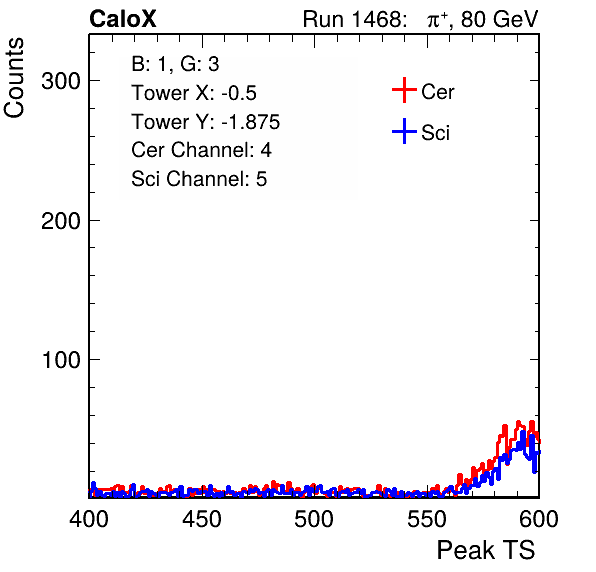 CaloX Run 1468: π⁺, 80 GeV
Counts
B: 1, G: 3
Tower X: -0.5
Tower Y: -1.875
Cer Channel: 4
Sci Channel: 5
Cer
Sci
300
200
100
400 450 500 550 600
Peak TS